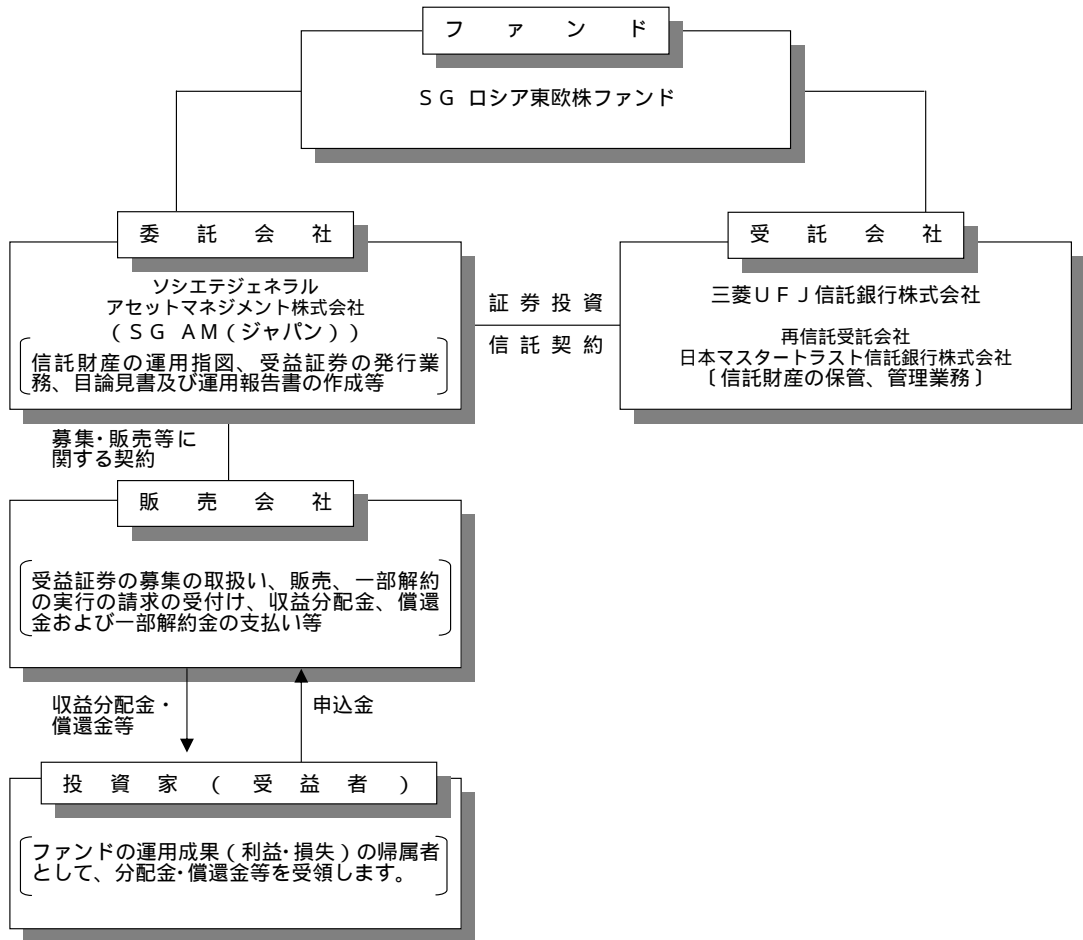 ファンド
ＳＧ ロシア東欧株ファンド
委託会社
ソシエテジェネラル
アセットマネジメント株式会社
(ＳＧ ＡＭ(ジャパン))
信託財産の運用指図、受益証券の発行業
務、目論見書及び運用報告書の作成等
証券投資
信託契約
受託会社
三菱ＵＦＪ信託銀行株式会社
再信託受託会社
日本マスタートラスト信託銀行株式会社
〔信託財産の保管、管理業務〕
募集・販売等に
関する契約
販売会社
受益証券の募集の取扱い、販売、一部解約
の実行の請求の受付け、収益分配金、償還
金および一部解約金の支払い等
収益分配金・
償還金等
申込金
投資家(受益者)
ファンドの運用成果(利益・損失)の帰属者
として、分配金・償還金等を受領します。